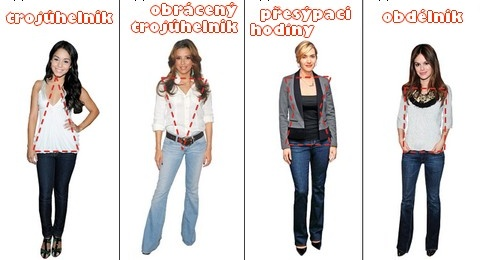 trojúhelník
obrácený
trojúhelník
přesýpací
hodiny
obdélník